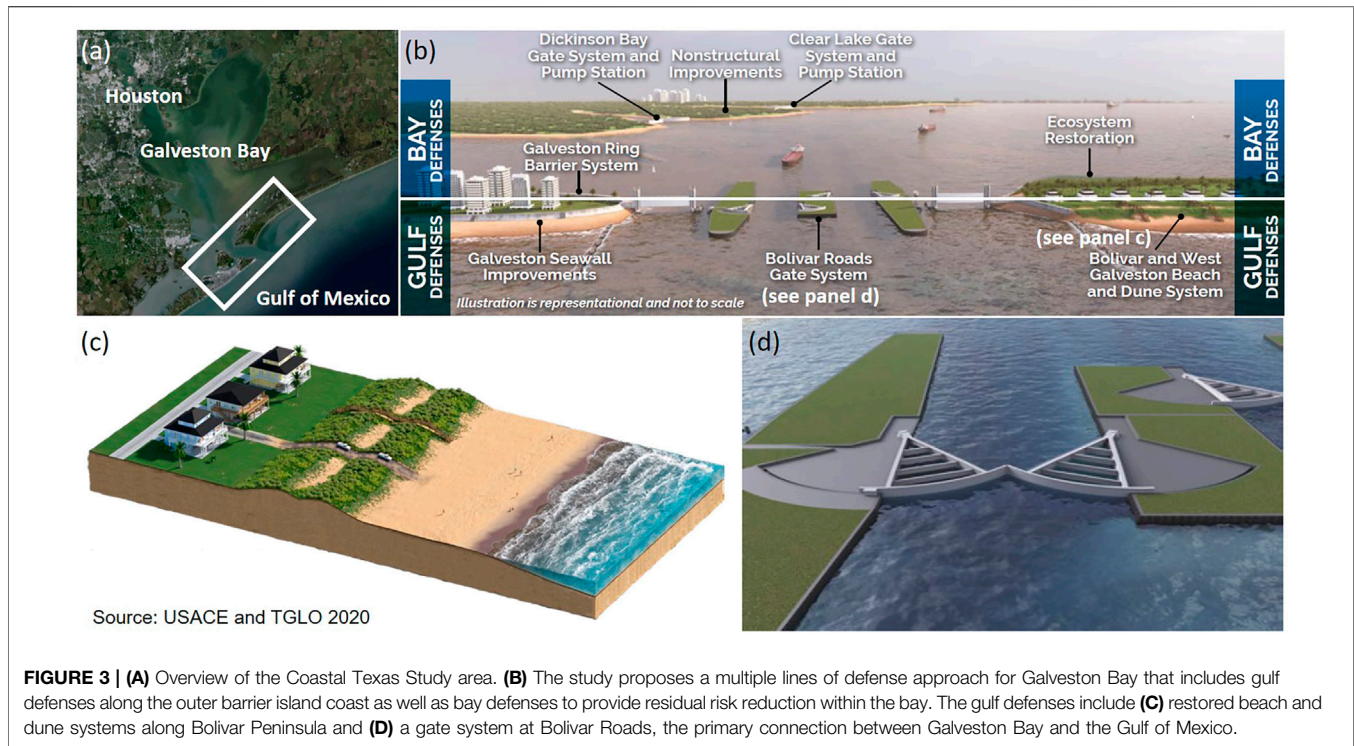 (a)
Houston
Galveston Bay
Gulf of Mexico
(b)
BAY
DEFENSES
GULF
DEFENSES
Dickinson Bay
Gate System and
Pump Station
Nonstructural
Improvements
Clear Lake Gate
System and
Pump Station
Galveston Ring
Barrier System
Ecosystem
Restoration
Galveston Seawall
Improvements
Bolivar Roads
Gate System
(see panel d)
(see panel c)
Bolivar and West
Galveston Beach
and Dune System
Illustration is representational and not to scale
BAY
DEFENSES
GULF
DEFENSES
(c)
Source: USACE and TGLO 2020
(d)
FIGURE 3 | (A) Overview of the Coastal Texas Study area. (B) The study proposes a multiple lines of defense approach for Galveston Bay that includes gulf
defenses along the outer barrier island coast as well as bay defenses to provide residual risk reduction within the bay. The gulf defenses include (C) restored beach and
dune systems along Bolivar Peninsula and (D) a gate system at Bolivar Roads, the primary connection between Galveston Bay and the Gulf of Mexico.